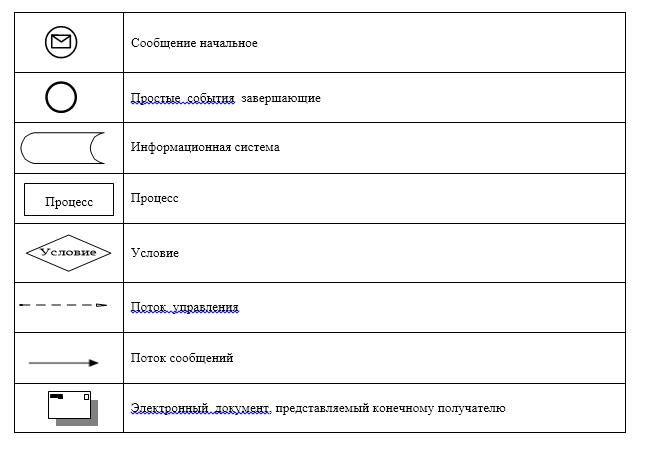 Сообщение начальное
Простые события завершающие
Информационная система
Процесс
Процесс
Условие
Условие
Поток управления
Поток сообщений
Электронный документ, представляемый конечному получателю